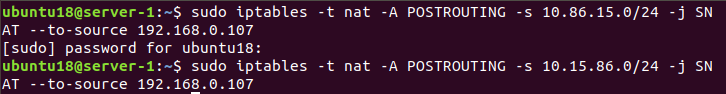 ubuntu18@server-1:~$ sudo iptables -t nat -A POSTROUTING -s 10.86.15.0/24 -j SN
AT --to-source 192.168.0.107
[sudo] password for ubuntu18:
ubuntu18@server-1:~$ sudo iptables -t nat -A POSTROUTING -s 10.15.86.0/24 -j SN
AT --to-source 192.168.0.107